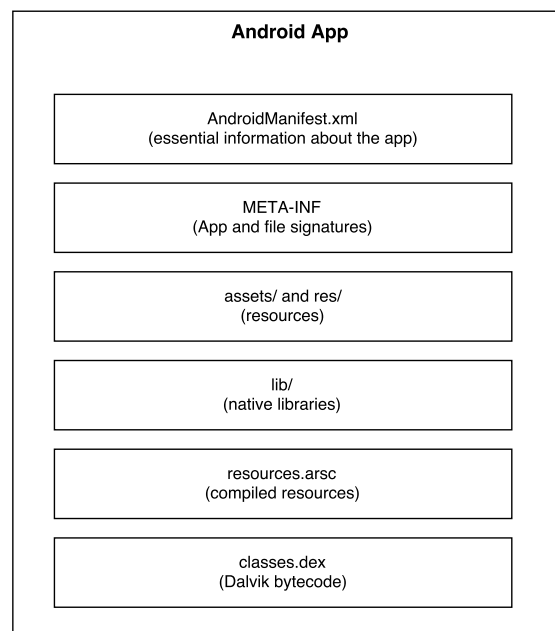 Android App
AndroidManifest.xml
(essential information about the app)
META-INF
(App and file signatures)
assets/ and res/
(resources)
lib/
(native libraries)
resources.arsc
(compiled resources)
classes.dex
(Dalvik bytecode)